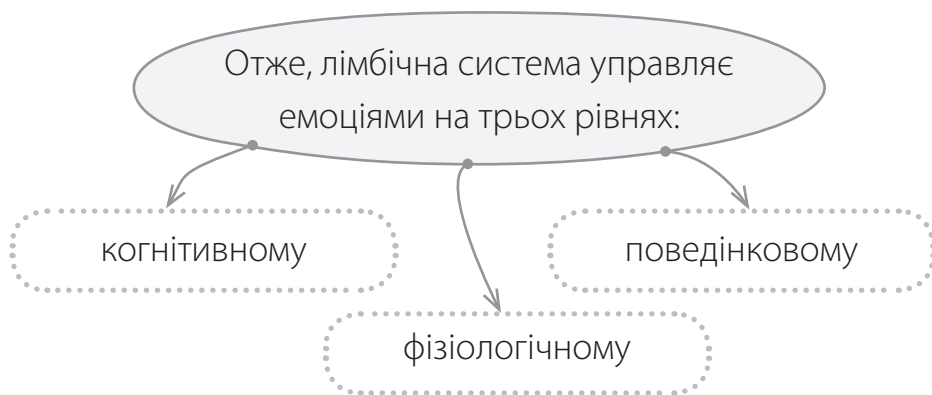 Отже, лімбічна система управляє
емоціями на трьох рівнях:
когнітивному
поведінковому
фізіологічному